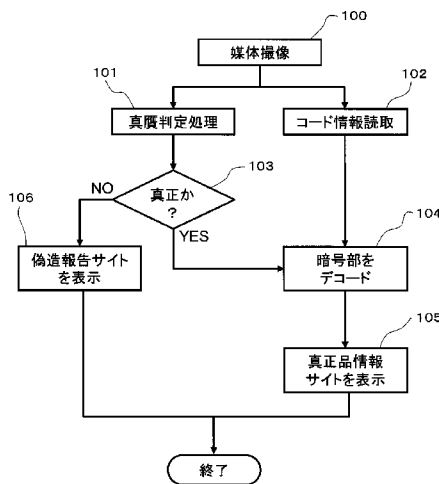 100
媒体撮像
101
102
真贋判定処理
コード情報読取
103
真正か
?
NO
YES
106
104
偽造報告サイト
を表示
暗号部を
デコード
105
真正品情報
サイトを表示
終了